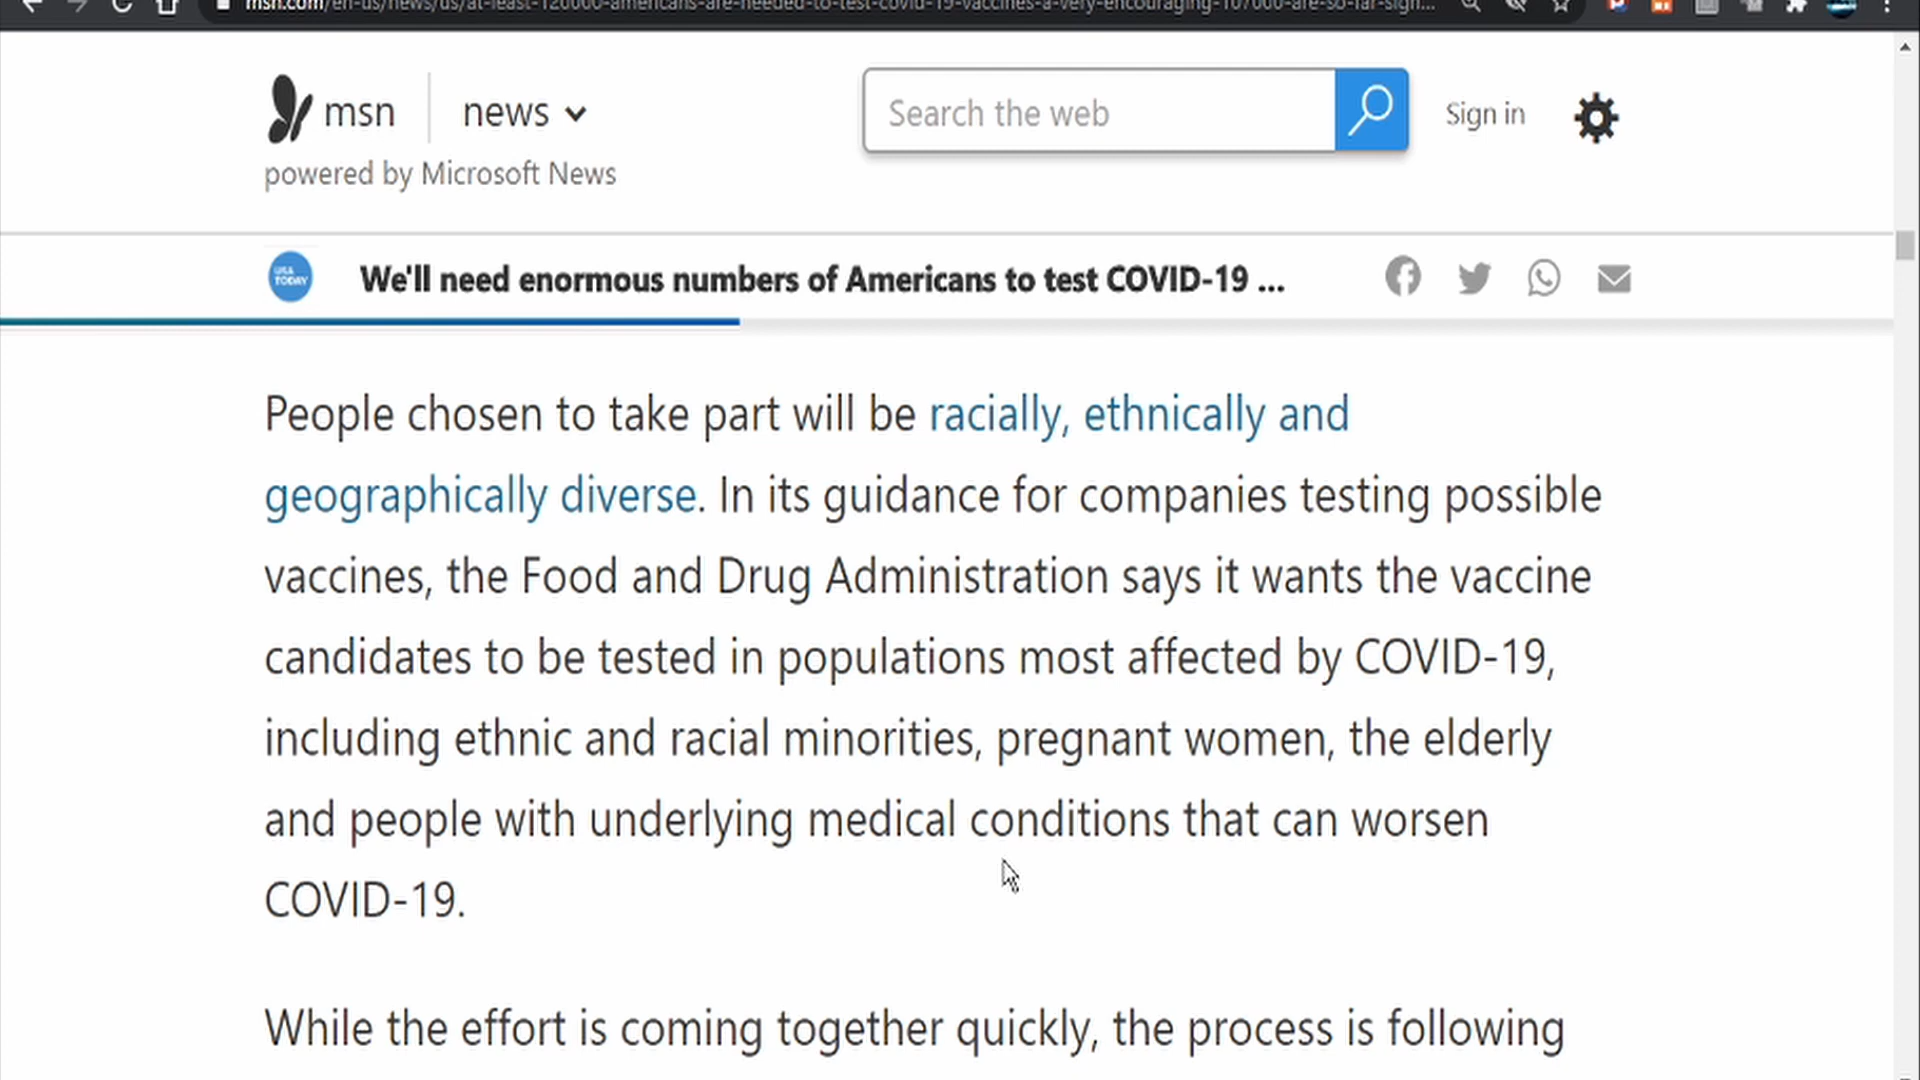 msn.com/en-us/news/us/at-least-120000-americans-are-needed-to-test-covid-19-vaccines-a-very-encouraging-107000-are-so-far-sign...
msn news
Search the web
Sign in
powered by Microsoft News
USA TODAY
We'll need enormous numbers of Americans to test COVID-19 ...
People chosen to take part will be racially, ethnically and
geographically diverse. In its guidance for companies testing possible
vaccines, the Food and Drug Administration says it wants the vaccine
candidates to be tested in populations most affected by COVID-19,
including ethnic and racial minorities, pregnant women, the elderly
and people with underlying medical conditions that can worsen
COVID-19.
While the effort is coming together quickly, the process is following